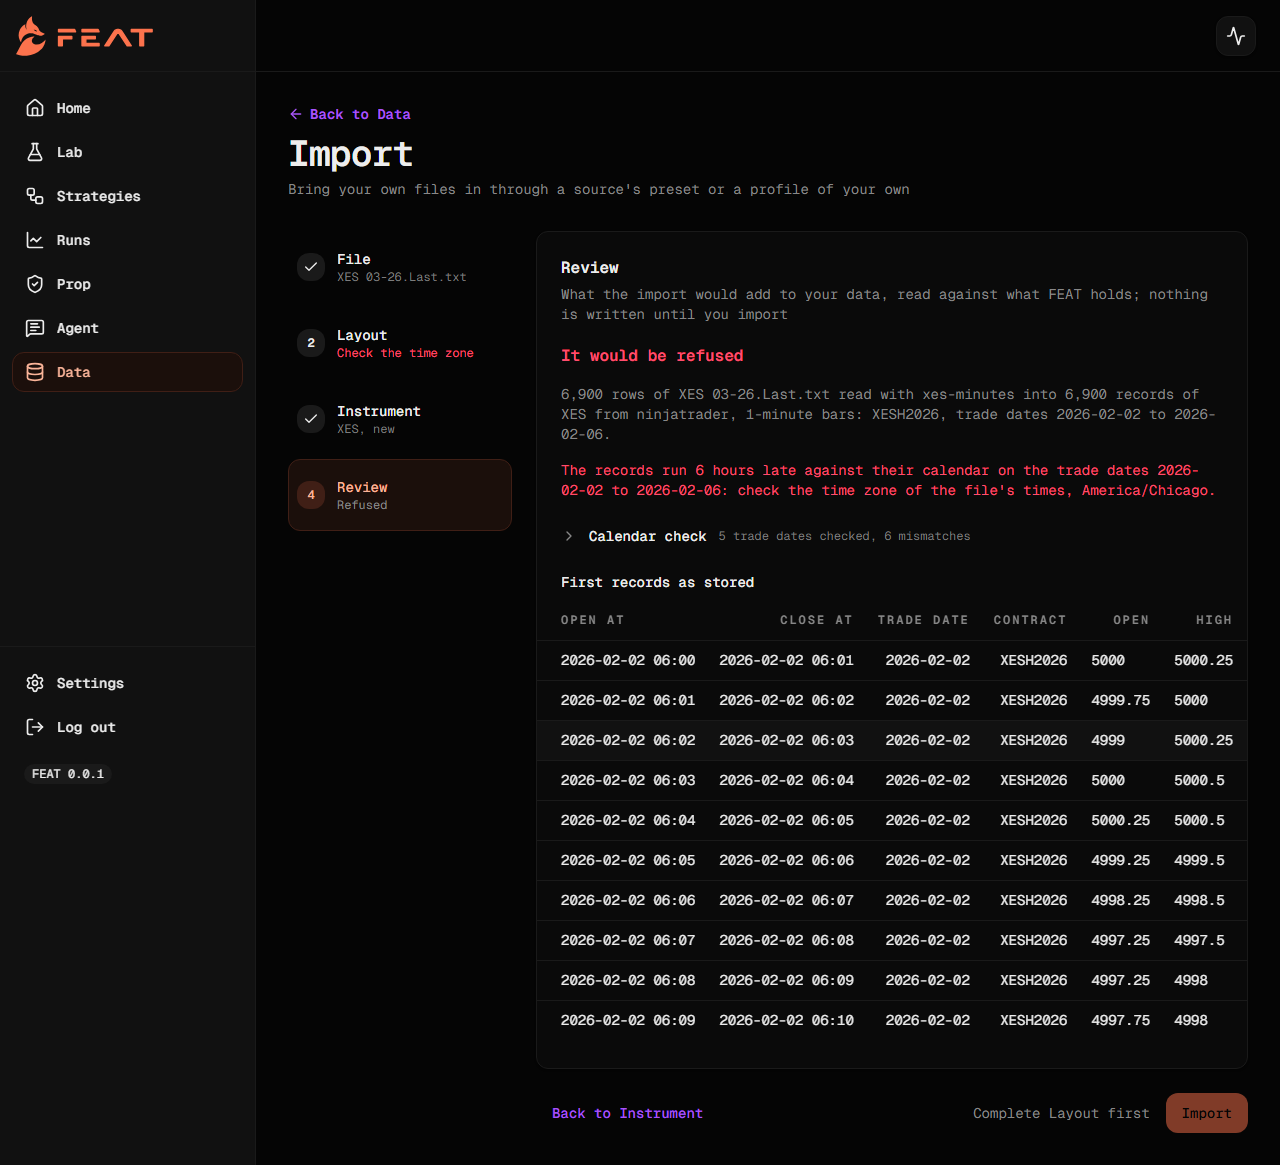 FEAT
Home
Lab
Strategies
Runs
Prop
Agent
Data
Settings
Log out
FEAT 0.0.1
← Back to Data
Import
Bring your own files in through a source's preset or a profile of your own
File
XES 03-26.Last.txt
2
Layout
Check the time zone
Instrument
XES, new
4
Review
Refused
Review
What the import would add to your data, read against what FEAT holds; nothing
is written until you import
It would be refused
6,900 rows of XES 03-26.Last.txt read with xes-minutes into 6,900 records of
XES from ninjatrader, 1-minute bars: XESH2026, trade dates 2026-02-02 to 2026-
02-06.
The records run 6 hours late against their calendar on the trade dates 2026-
02-02 to 2026-02-06: check the time zone of the file's times, America/Chicago.
Calendar check 5 trade dates checked, 6 mismatches
First records as stored
OPEN AT CLOSE AT TRADE DATE CONTRACT OPEN HIGH
2026-02-02 06:00 2026-02-02 06:01 2026-02-02 XESH2026 5000 5000.25
2026-02-02 06:01 2026-02-02 06:02 2026-02-02 XESH2026 4999.75 5000
2026-02-02 06:02 2026-02-02 06:03 2026-02-02 XESH2026 4999 5000.25
2026-02-02 06:03 2026-02-02 06:04 2026-02-02 XESH2026 5000 5000.5
2026-02-02 06:04 2026-02-02 06:05 2026-02-02 XESH2026 5000.25 5000.5
2026-02-02 06:05 2026-02-02 06:06 2026-02-02 XESH2026 4999.25 4999.5
2026-02-02 06:06 2026-02-02 06:07 2026-02-02 XESH2026 4998.25 4998.5
2026-02-02 06:07 2026-02-02 06:08 2026-02-02 XESH2026 4997.25 4997.5
2026-02-02 06:08 2026-02-02 06:09 2026-02-02 XESH2026 4997.25 4998
2026-02-02 06:09 2026-02-02 06:10 2026-02-02 XESH2026 4997.75 4998
Back to Instrument
Complete Layout first
Import